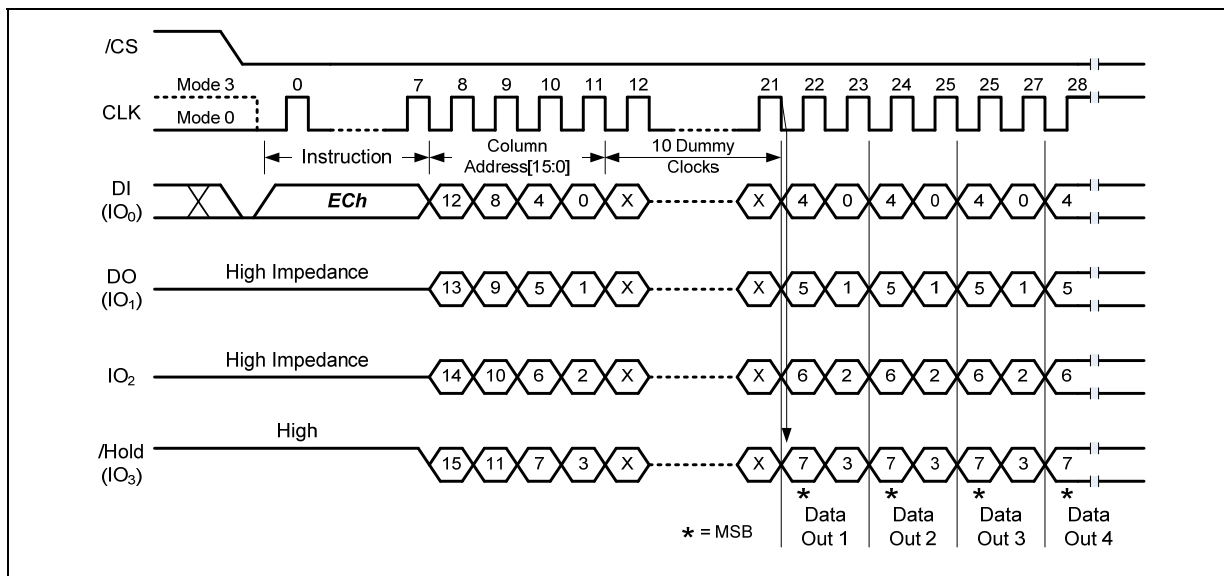 /CS
Mode 3
Mode 0
CLK
0 7 8 9 10 11 12 21 22 23 24 25 25 27 28
Instruction
Column
Address[15:0]
10 Dummy
Clocks
DI
(IO0)
ECh 12 8 4 0 X X 4 0 4 0 4 0 4
DO
(IO1)
High Impedance 13 9 5 1 X X 5 1 5 1 5 1 5
IO2
High Impedance 14 10 6 2 X X 6 2 6 2 6 2 6
/Hold
(IO3)
High 15 11 7 3 X X 7 3 7 3 7 3 7
* * * *
* = MSB
Data
Out 1
Data
Out 2
Data
Out 3
Data
Out 4